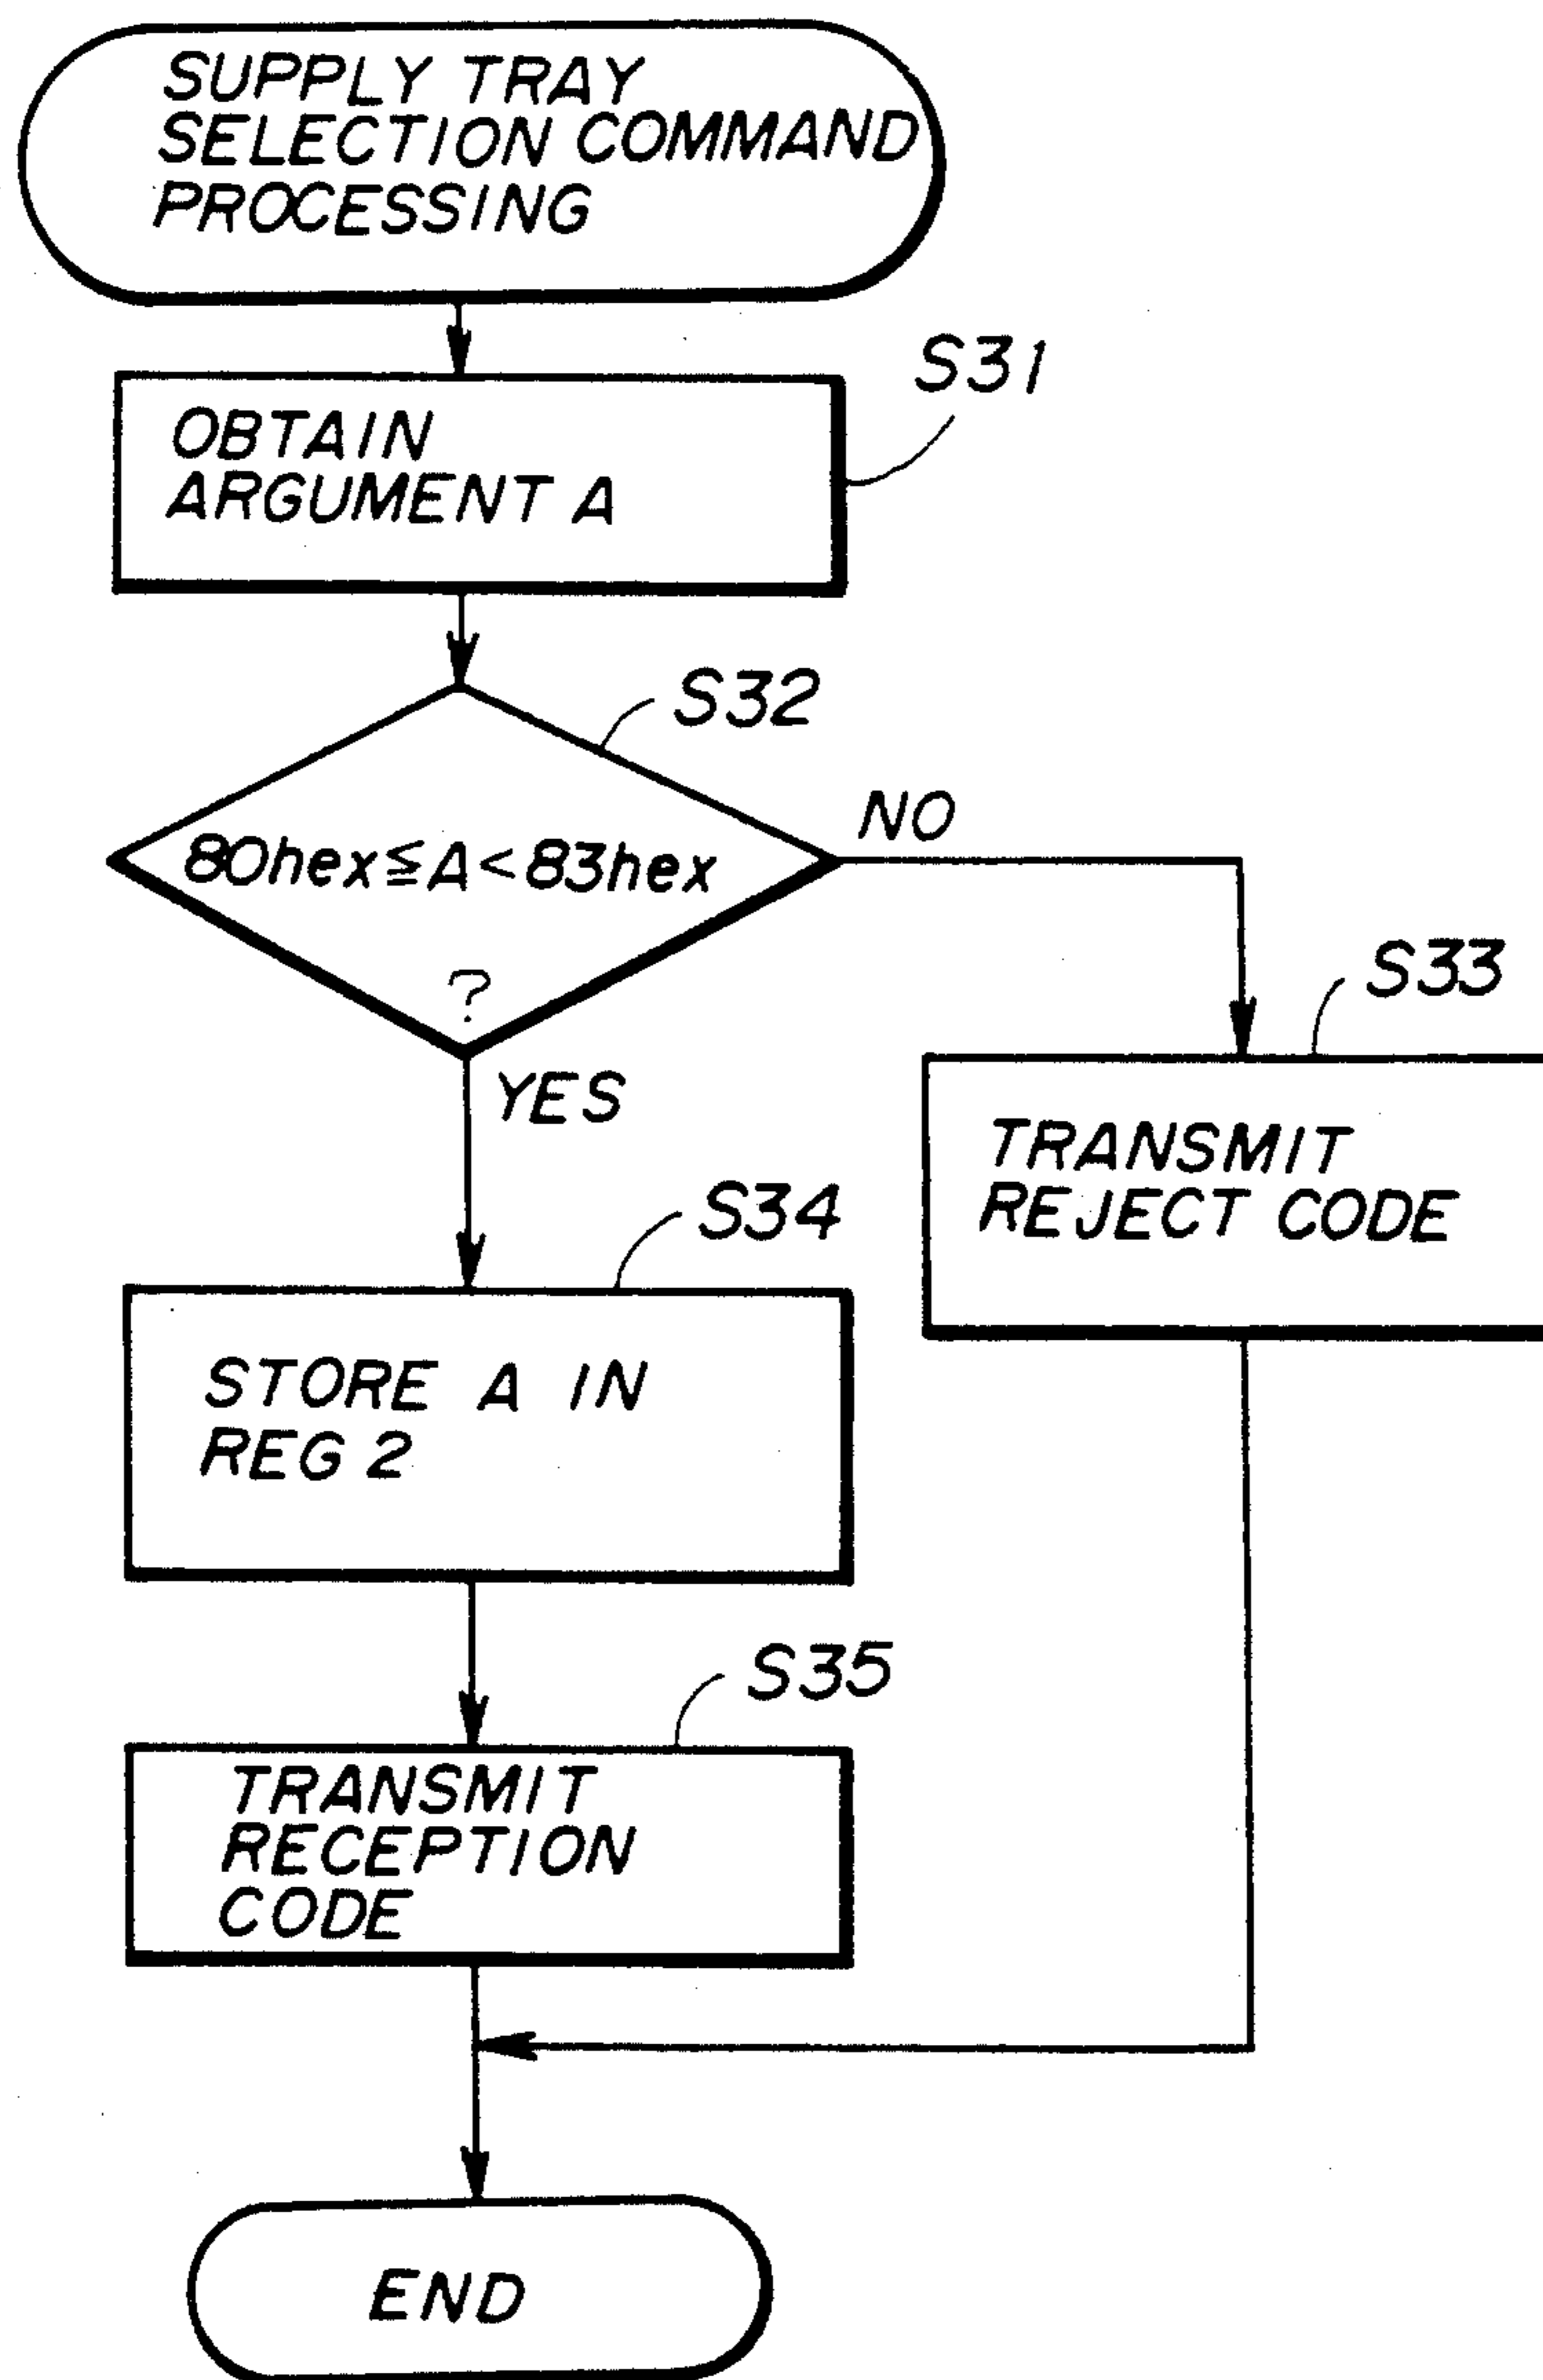 SUPPLY TRAY
SELECTION COMMAND
PROCESSING
S31
OBTAIN
ARGUMENT A
S32
80hex≦A<83hex
?
NO
YES
S33
TRANSMIT
REJECT CODE
S34
STORE A IN
REG 2
S35
TRANSMIT
RECEPTION
CODE
END